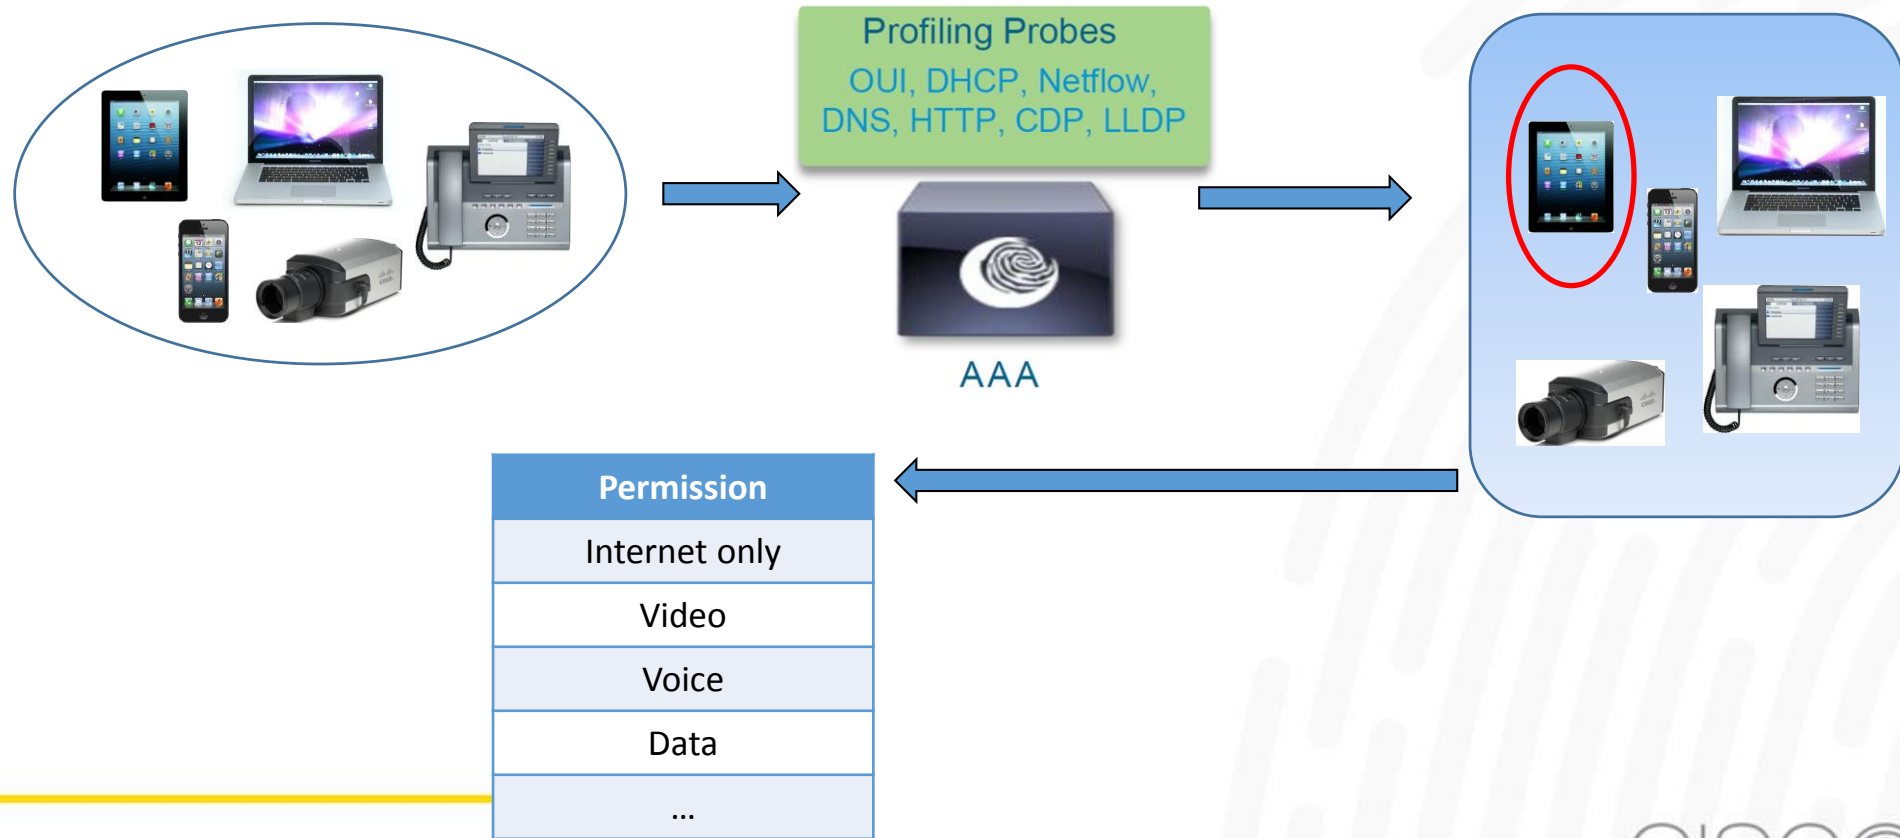 Profiling Probes
OUI, DHCP, Netflow,
DNS, HTTP, CDP, LLDP
AAA
Permission
Internet only
Video
Voice
Data
...